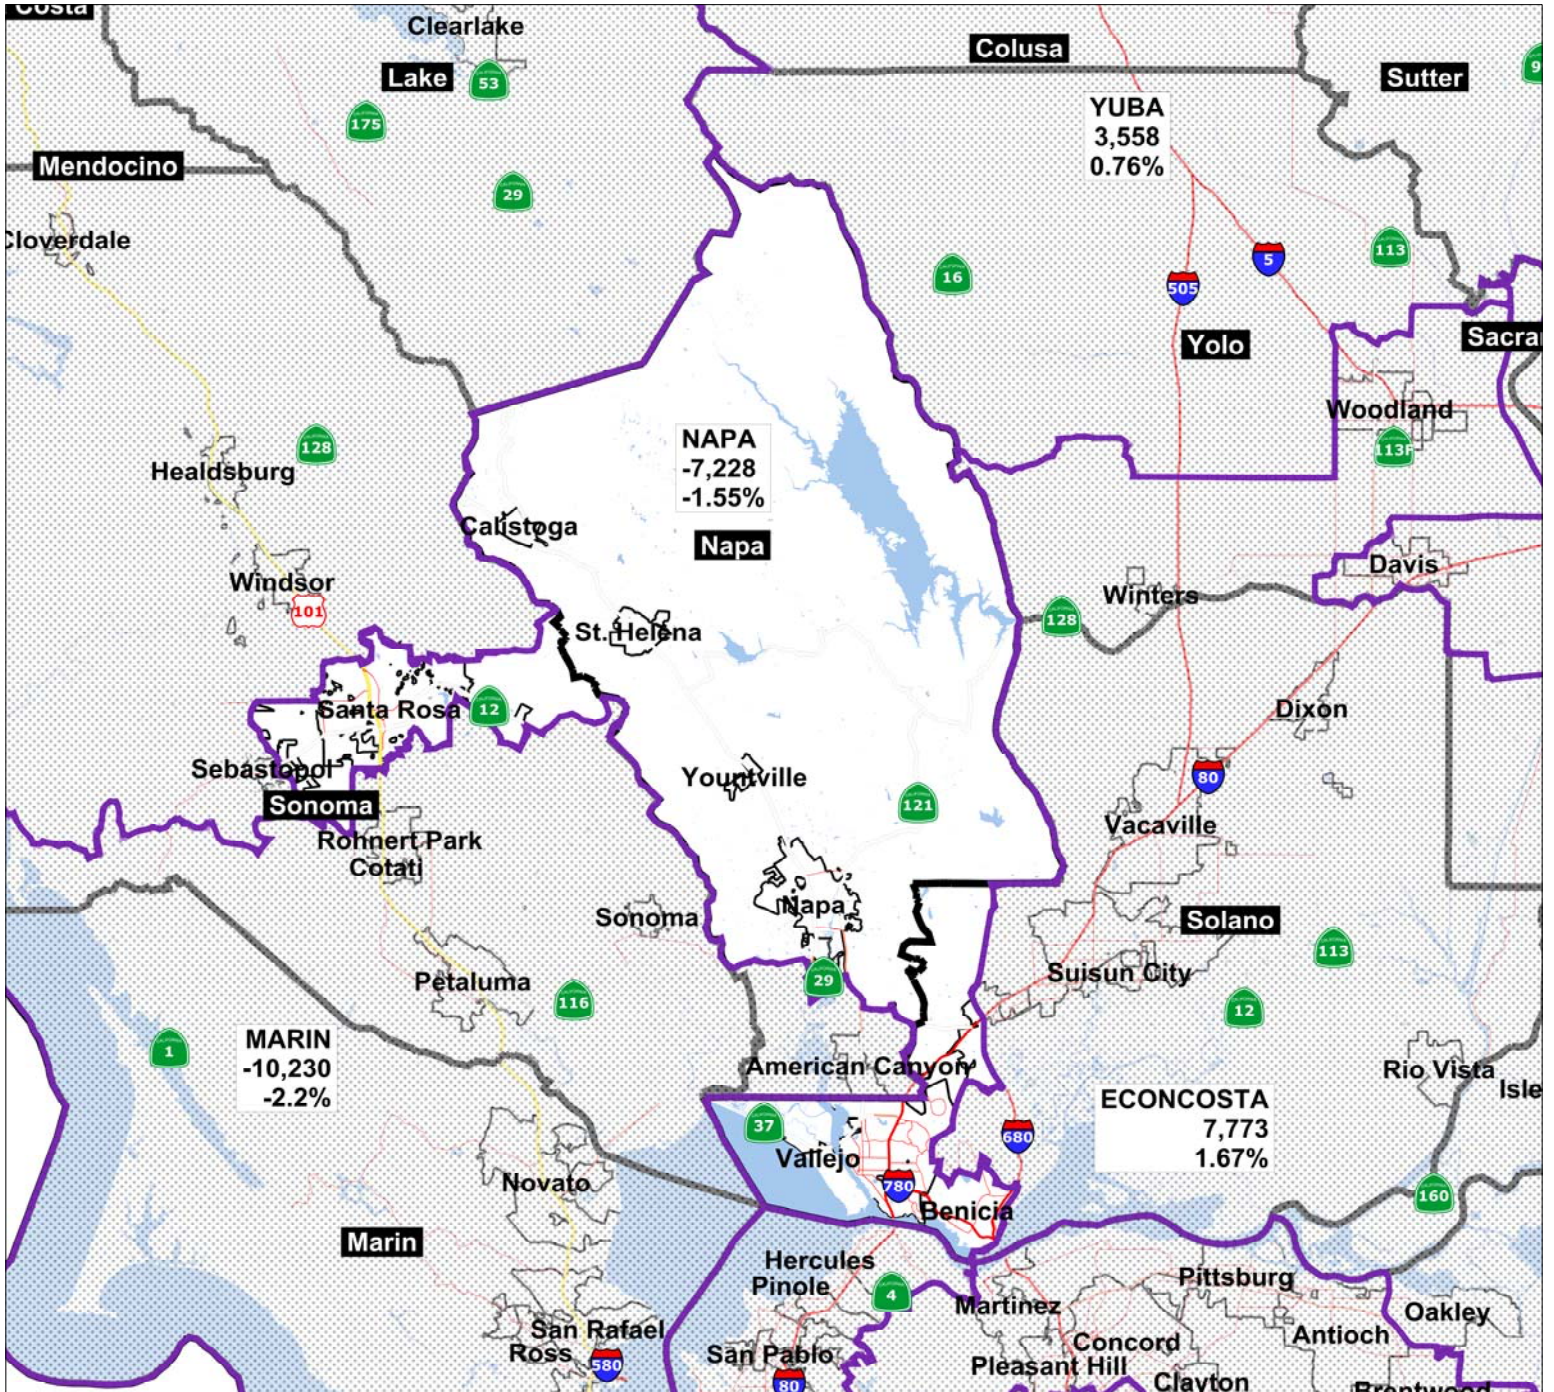 Costa
Clearlake
Lake
53
175
29
Mendocino
Cloverdale
Colusa
Sutter
9
YUBA
3,558
0.76%
16
5
505
113
Yolo
Sacra
Woodland
113F
128
Healdsburg
NAPA
-7,228
-1.55%
Napa
Calistoga
Windsor
101
St. Helena
Davis
Winters
128
Santa Rosa
12
Dixon
Sebastopol
Sonoma
Yountville
121
80
Vacaville
Rohnert Park
Cotati
Sonoma
Napa
Solano
Petaluma
116
29
Suisun City
113
12
1
MARIN
-10,230
-2.2%
American Canyon
Rio Vista
Isle
ECONCOSTA
7,773
1.67%
37
Vallejo
680
780
Benicia
160
Novato
Marin
Hercules
Pinole
4
Martinez
Pittsburg
Oakley
Antioch
San Rafael
Ross
580
San Pablo
80
Concord
Pleasant Hill
Clayton
Brentwood